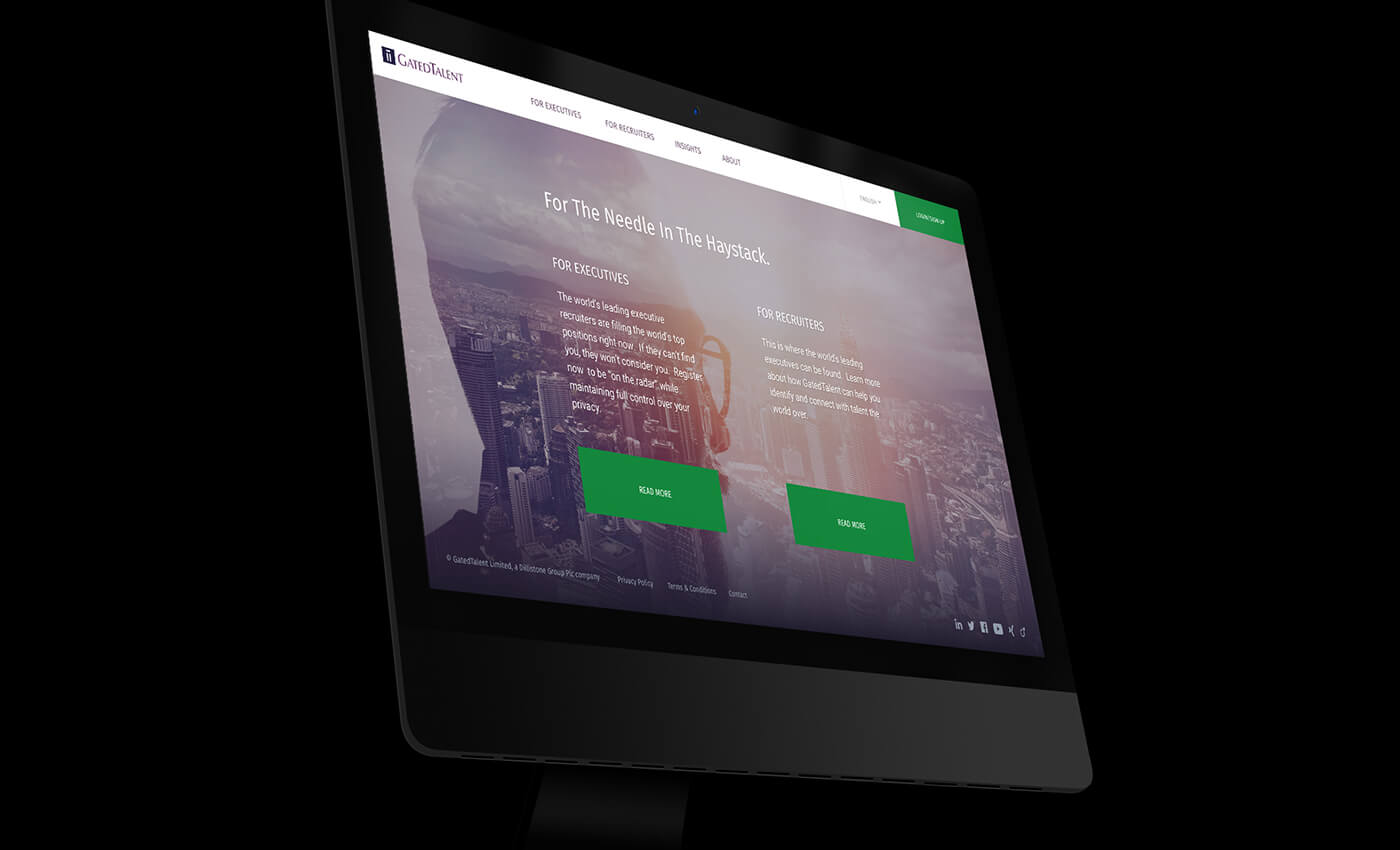 GATEDTALENT
FOR EXECUTIVES
FOR RECRUITERS
INSIGHTS
ABOUT
ENGLISH
LOGIN/SIGN UP
For The Needle In The Haystack.
FOR EXECUTIVES
The world's leading executive
recruiters are filling the world's top
positions right now. If they can't find
you, they won't consider you. Register
now to be "on the radar" while
maintaining full control over your
privacy.
READ MORE
FOR RECRUITERS
This is where the world's leading
executives can be found. Learn more
about how GatedTalent can help you
identify and connect with talent the
world over.
READ MORE
© GatedTalent Limited, a Dillistone Group Plc company
Privacy Policy
Terms & Conditions
Contact